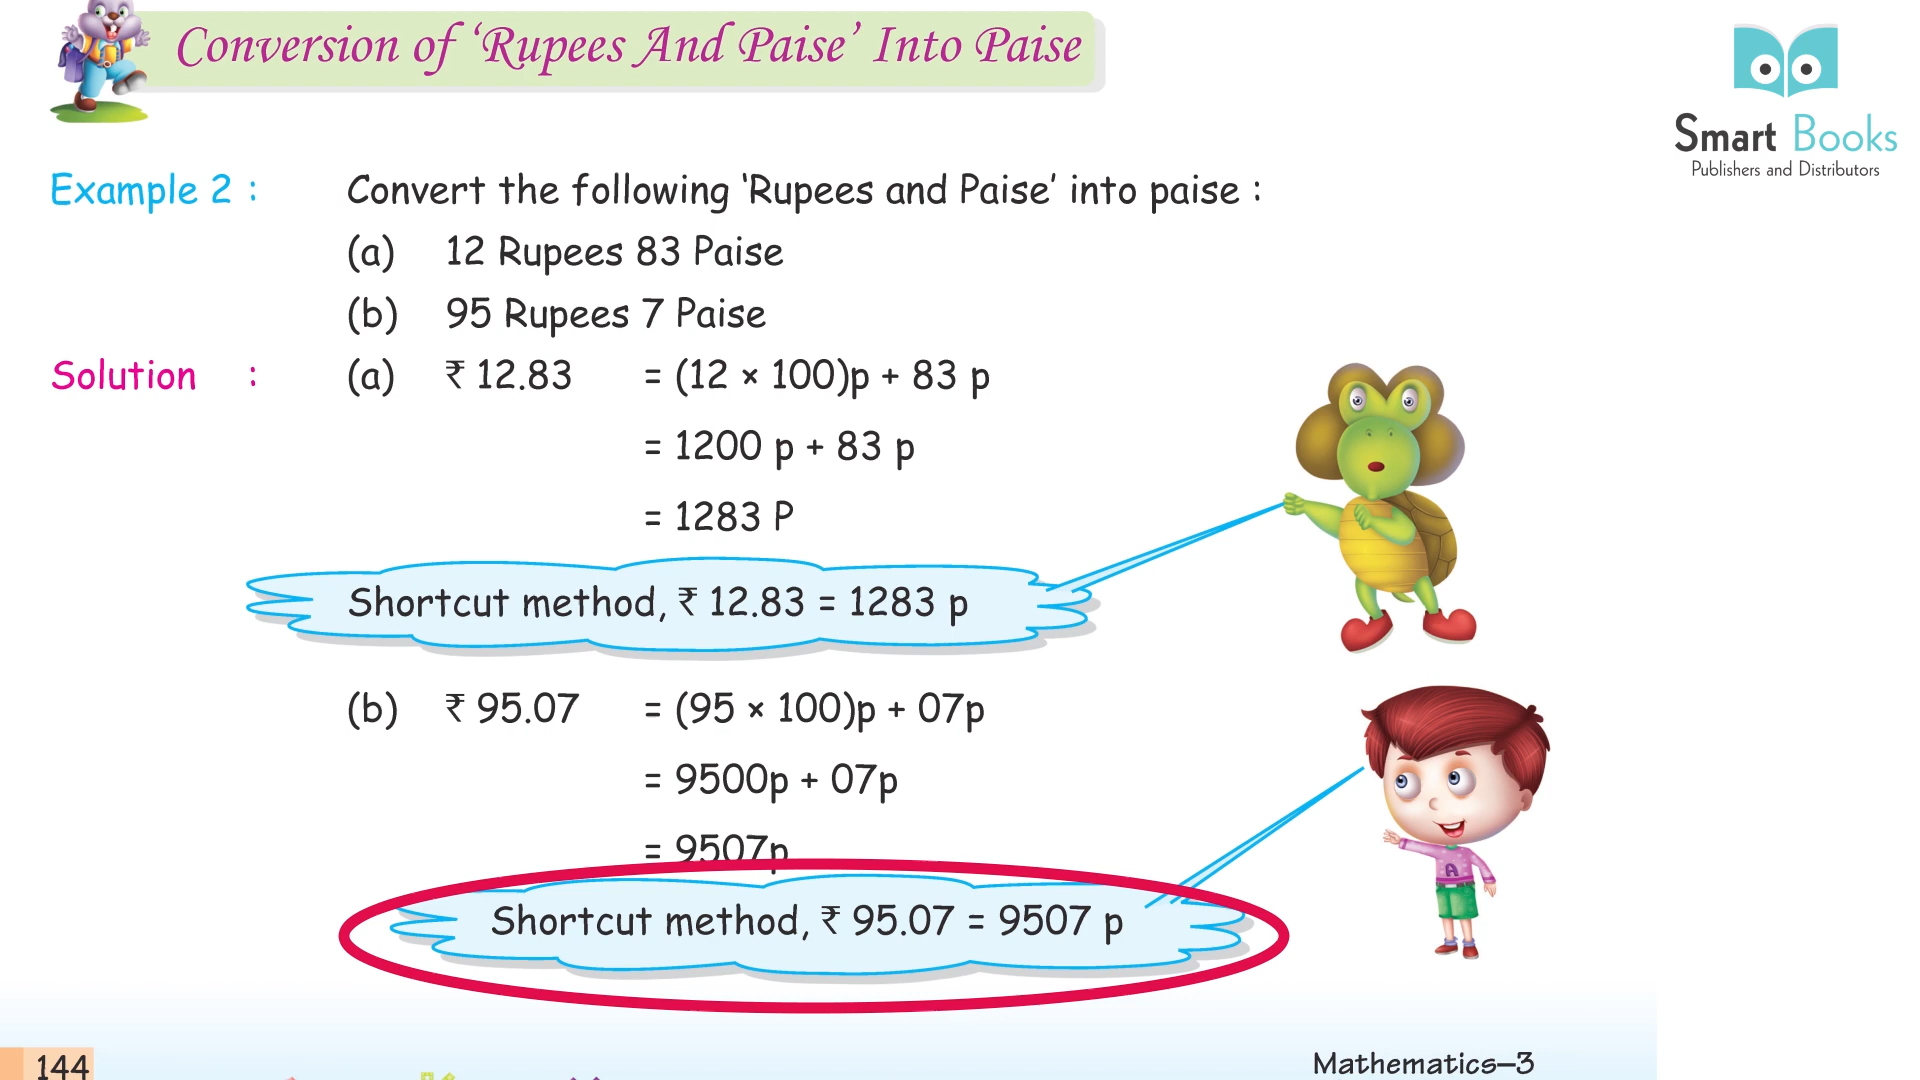 Conversion of ‘Rupees And Paise’ Into Paise
Smart Books
Publishers and Distributors
Example 2 : Convert the following ‘Rupees and Paise’ into paise :
(a) 12 Rupees 83 Paise
(b) 95 Rupees 7 Paise
Solution : (a) ₹ 12.83 = (12 × 100)p + 83 p
= 1200 p + 83 p
= 1283 P
Shortcut method, ₹ 12.83 = 1283 p
(b) ₹ 95.07 = (95 × 100)p + 07p
= 9500p + 07p
= 9507p
Shortcut method, ₹ 95.07 = 9507 p
A
144 Mathematics–3